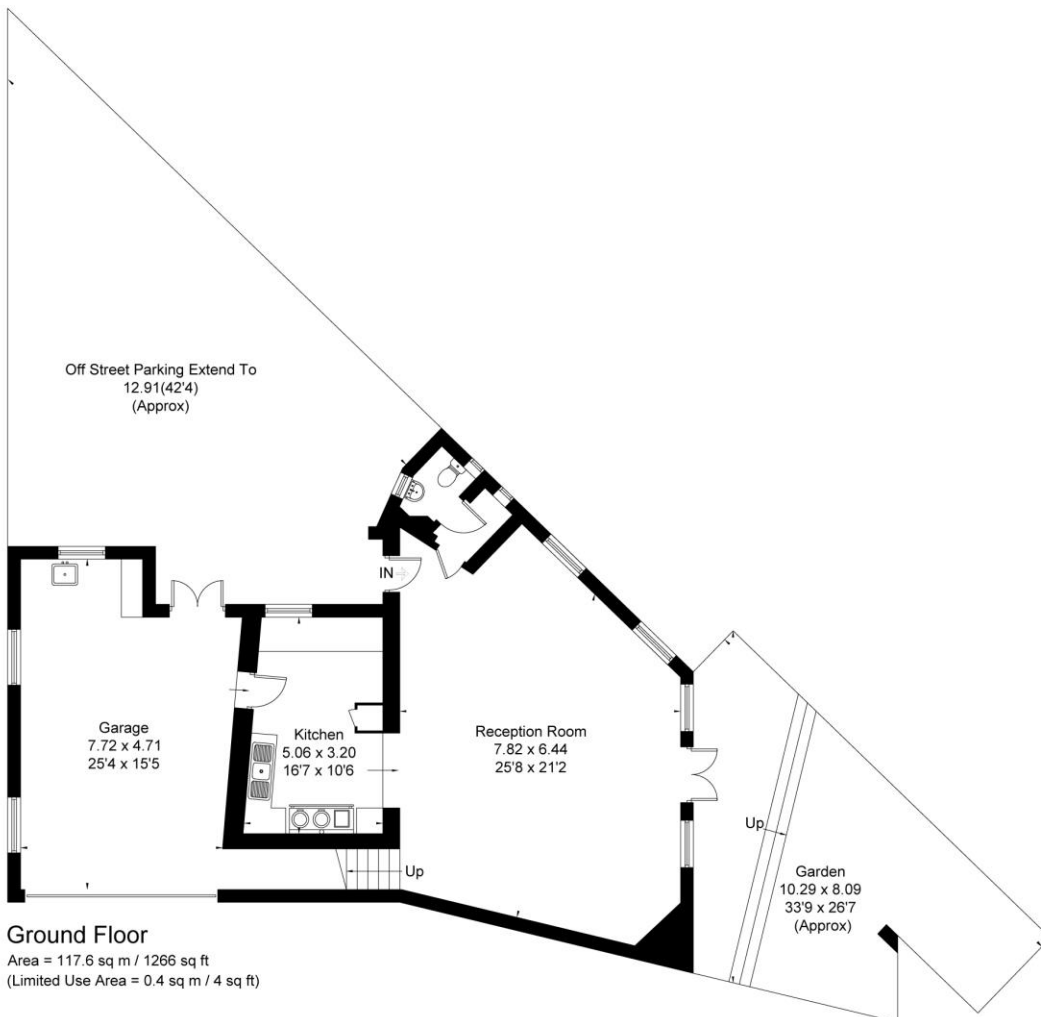 Off Street Parking Extend To
12.91(42'4)
(Approx)
IN
Garage
7.72 x 4.71
25'4 x 15'5
Kitchen
5.06 x 3.20
16'7 x 10'6
Reception Room
7.82 x 6.44
25'8 x 21'2
Up
Up
Garden
10.29 x 8.09
33'9 x 26'7
(Approx)
Ground Floor
Area = 117.6 sq m / 1266 sq ft
(Limited Use Area = 0.4 sq m / 4 sq ft)